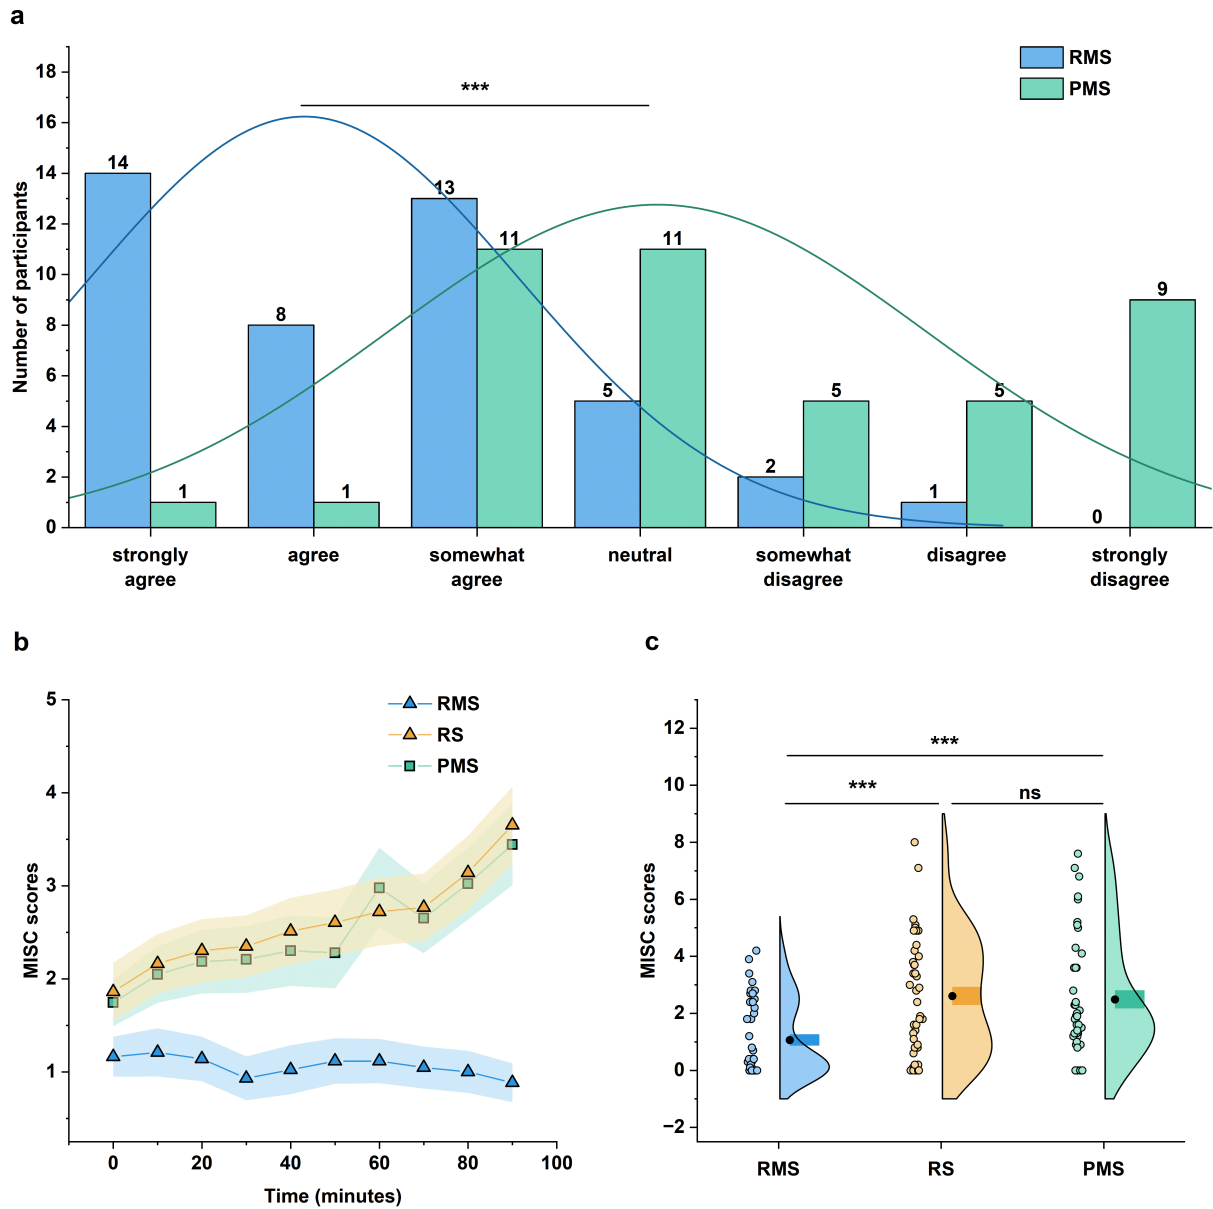 a
Number of participants
18
16
14
12
10
8
6
4
2
0
***
RMS
PMS
14
1
8
1
13
11
5
11
2
5
1
5
0
9
strongly agree
agree
somewhat agree
neutral
somewhat disagree
disagree
strongly disagree
b
MISC scores
5
4
3
2
1
RMS
RS
PMS
0 20 40 60 80 100
Time (minutes)
c
MISC scores
12
10
8
6
4
2
0
−2
***
***
ns
RMS RS PMS